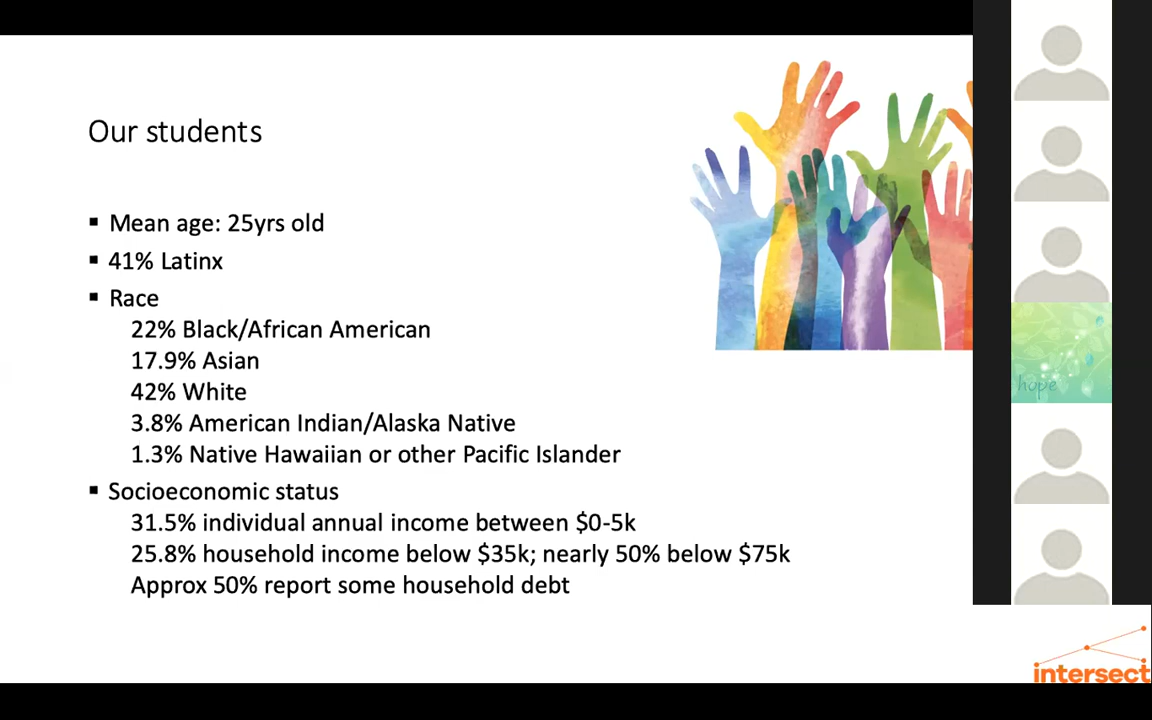 Our students
▪ Mean age: 25yrs old
▪ 41% Latinx
▪ Race
22% Black/African American
17.9% Asian
42% White
3.8% American Indian/Alaska Native
1.3% Native Hawaiian or other Pacific Islander
▪ Socioeconomic status
31.5% individual annual income between $0-5k
25.8% household income below $35k; nearly 50% below $75k
Approx 50% report some household debt
hope
intersect